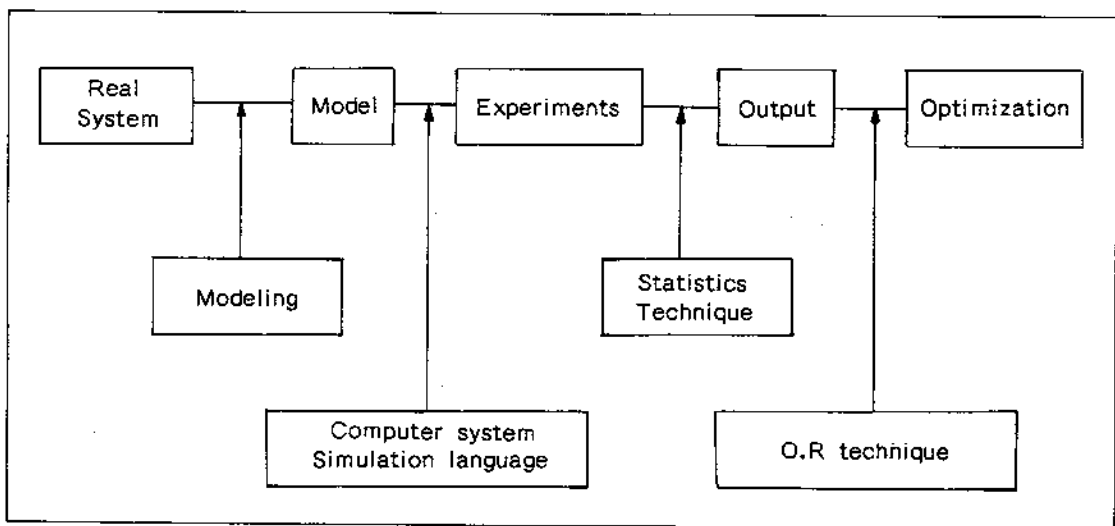 Real
System
Model
Experiments
Output
Optimization
Modeling
Statistics
Technique
Computer system
Simulation language
O.R technique